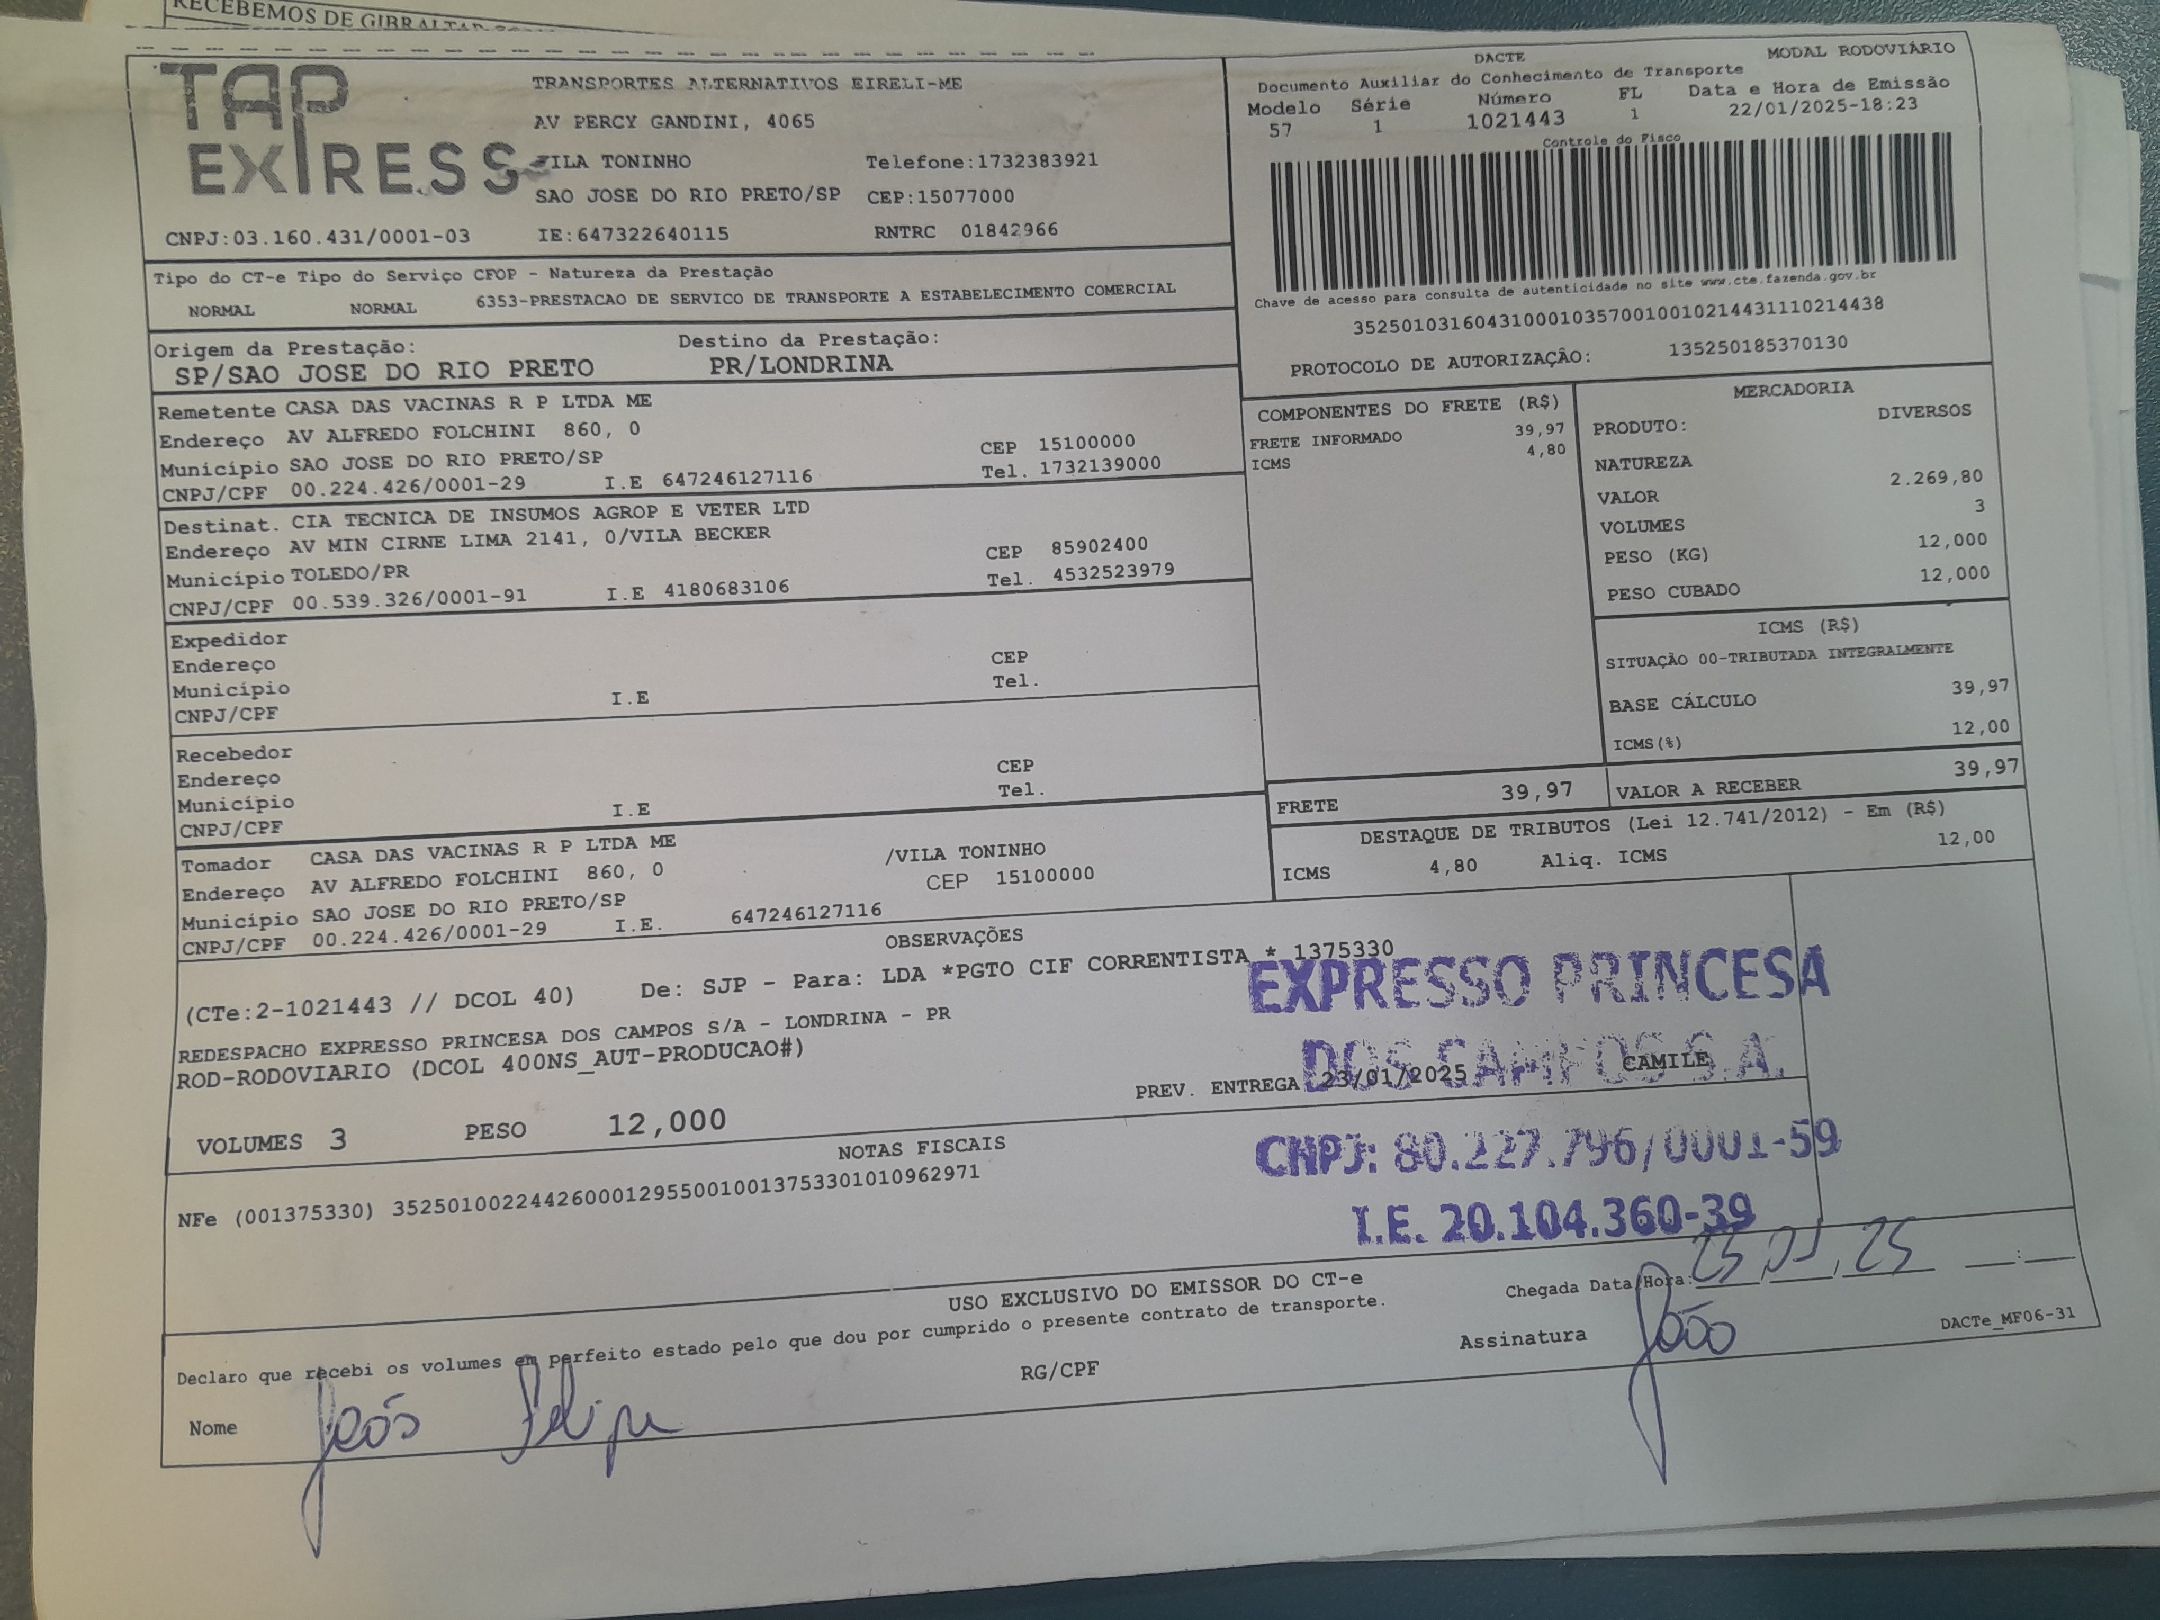 RECEBEMOS DE GIBRALTAR
TAP EXPRESS
TRANSPORTES ALTERNATIVOS EIRELI-ME
AV PERCY GANDINI, 4065
VILA TONINHO Telefone:1732383921
SAO JOSE DO RIO PRETO/SP CEP:15077000
CNPJ:03.160.431/0001-03 IE:647322640115 RNTRC 01842966
DACTE MODAL RODOVIÁRIO
Documento Auxiliar do Conhecimento de Transporte
Modelo Série Número FL Data e Hora de Emissão
57 1 1021443 1 22/01/2025-18:23
Controle do Fisco
Chave de acesso para consulta de autenticidade no site www.cte.fazenda.gov.br
35250103160431000103570010010214431110214438
PROTOCOLO DE AUTORIZAÇÃO: 135250185370130
Tipo do CT-e Tipo do Serviço CFOP - Natureza da Prestação
NORMAL NORMAL 6353-PRESTACAO DE SERVICO DE TRANSPORTE A ESTABELECIMENTO COMERCIAL
Origem da Prestação: Destino da Prestação:
SP/SAO JOSE DO RIO PRETO PR/LONDRINA
Remetente CASA DAS VACINAS R P LTDA ME
Endereço AV ALFREDO FOLCHINI 860, 0 CEP 15100000
Município SAO JOSE DO RIO PRETO/SP Tel. 1732139000
CNPJ/CPF 00.224.426/0001-29 I.E 647246127116
Destinat. CIA TECNICA DE INSUMOS AGROP E VETER LTD
Endereço AV MIN CIRNE LIMA 2141, 0/VILA BECKER CEP 85902400
Município TOLEDO/PR Tel. 4532523979
CNPJ/CPF 00.539.326/0001-91 I.E 4180683106
Expedidor
Endereço CEP
Município Tel.
CNPJ/CPF I.E
Recebedor
Endereço CEP
Município Tel.
CNPJ/CPF I.E
Tomador CASA DAS VACINAS R P LTDA ME /VILA TONINHO
Endereço AV ALFREDO FOLCHINI 860, 0 CEP 15100000
Município SAO JOSE DO RIO PRETO/SP
CNPJ/CPF 00.224.426/0001-29 I.E. 647246127116
COMPONENTES DO FRETE (R$)
FRETE INFORMADO 39,97
ICMS 4,80
MERCADORIA
PRODUTO: DIVERSOS
NATUREZA
VALOR 2.269,80
VOLUMES 3
PESO (KG) 12,000
PESO CUBADO 12,000
ICMS (R$)
SITUAÇÃO 00-TRIBUTADA INTEGRALMENTE
BASE CÁLCULO 39,97
ICMS(%) 12,00
FRETE 39,97 VALOR A RECEBER 39,97
DESTAQUE DE TRIBUTOS (Lei 12.741/2012) - Em (R$)
ICMS 4,80 Aliq. ICMS 12,00
OBSERVAÇÕES
(CTe:2-1021443 // DCOL 40) De: SJP - Para: LDA *PGTO CIF CORRENTISTA * 1375330
REDESPACHO EXPRESSO PRINCESA DOS CAMPOS S/A - LONDRINA - PR
ROD-RODOVIARIO (DCOL 400NS_AUT-PRODUCAO#)
PREV. ENTREGA 23/01/2025 CAMILE
VOLUMES 3 PESO 12,000
EXPRESSO PRINCESA
DOS CAMPOS S.A.
CNPJ: 80.227.796/0001-59
I.E. 20.104.360-39
NOTAS FISCAIS
NFe (001375330) 35250100224426000129550010013753301010962971
USO EXCLUSIVO DO EMISSOR DO CT-e
Declaro que recebi os volumes em perfeito estado pelo que dou por cumprido o presente contrato de transporte.
Chegada Data/Hora: 25 01 25 __:__
Nome João Felipe RG/CPF Assinatura João
DACTe_MF06-31